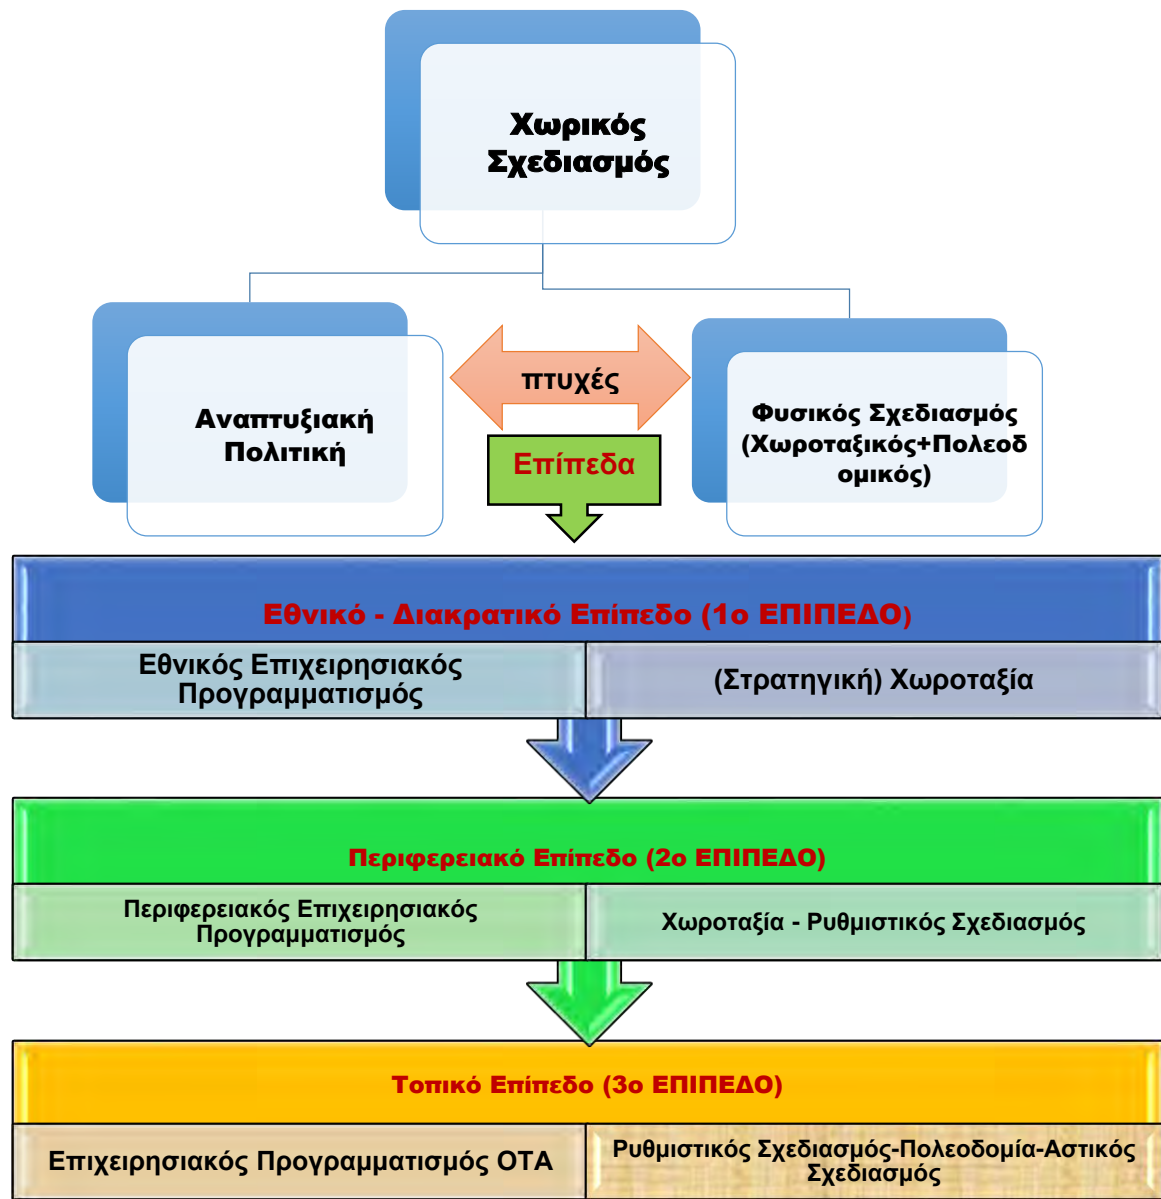 Χωρικός
Σχεδιασμός
πτυχές
Αναπτυξιακή
Πολιτική
Φυσικός Σχεδιασμός
(Χωροταξικός+Πολεοδ
ομικός)
Επίπεδα
Εθνικό - Διακρατικό Επίπεδο (1ο ΕΠΙΠΕΔΟ)
Εθνικός Επιχειρησιακός
Προγραμματισμός
(Στρατηγική) Χωροταξία
Περιφερειακό Επίπεδο (2ο ΕΠΙΠΕΔΟ)
Περιφερειακός Επιχειρησιακός
Προγραμματισμός
Χωροταξία - Ρυθμιστικός Σχεδιασμός
Τοπικό Επίπεδο (3ο ΕΠΙΠΕΔΟ)
Επιχειρησιακός Προγραμματισμός ΟΤΑ
Ρυθμιστικός Σχεδιασμός-Πολεοδομία-Αστικός
Σχεδιασμός